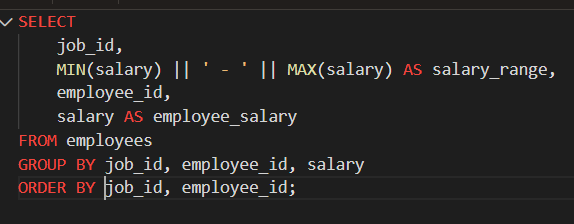 SELECT
job_id,
MIN(salary) || ' - ' || MAX(salary) AS salary_range,
employee_id,
salary AS employee_salary
FROM employees
GROUP BY job_id, employee_id, salary
ORDER BY job_id, employee_id;